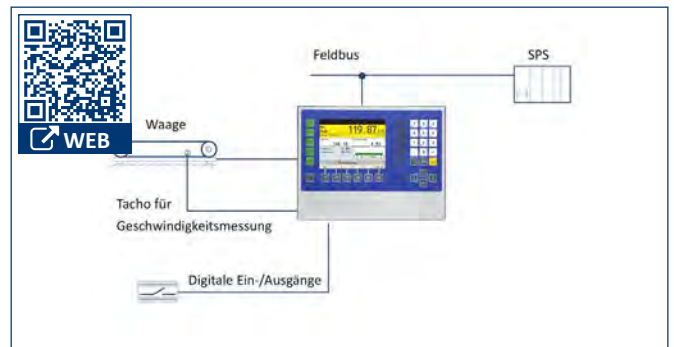 WEB
Feldbus
SPS
Waage
119.87
Tacho für
Geschwindigkeitsmessung
Digitale Ein-/Ausgänge